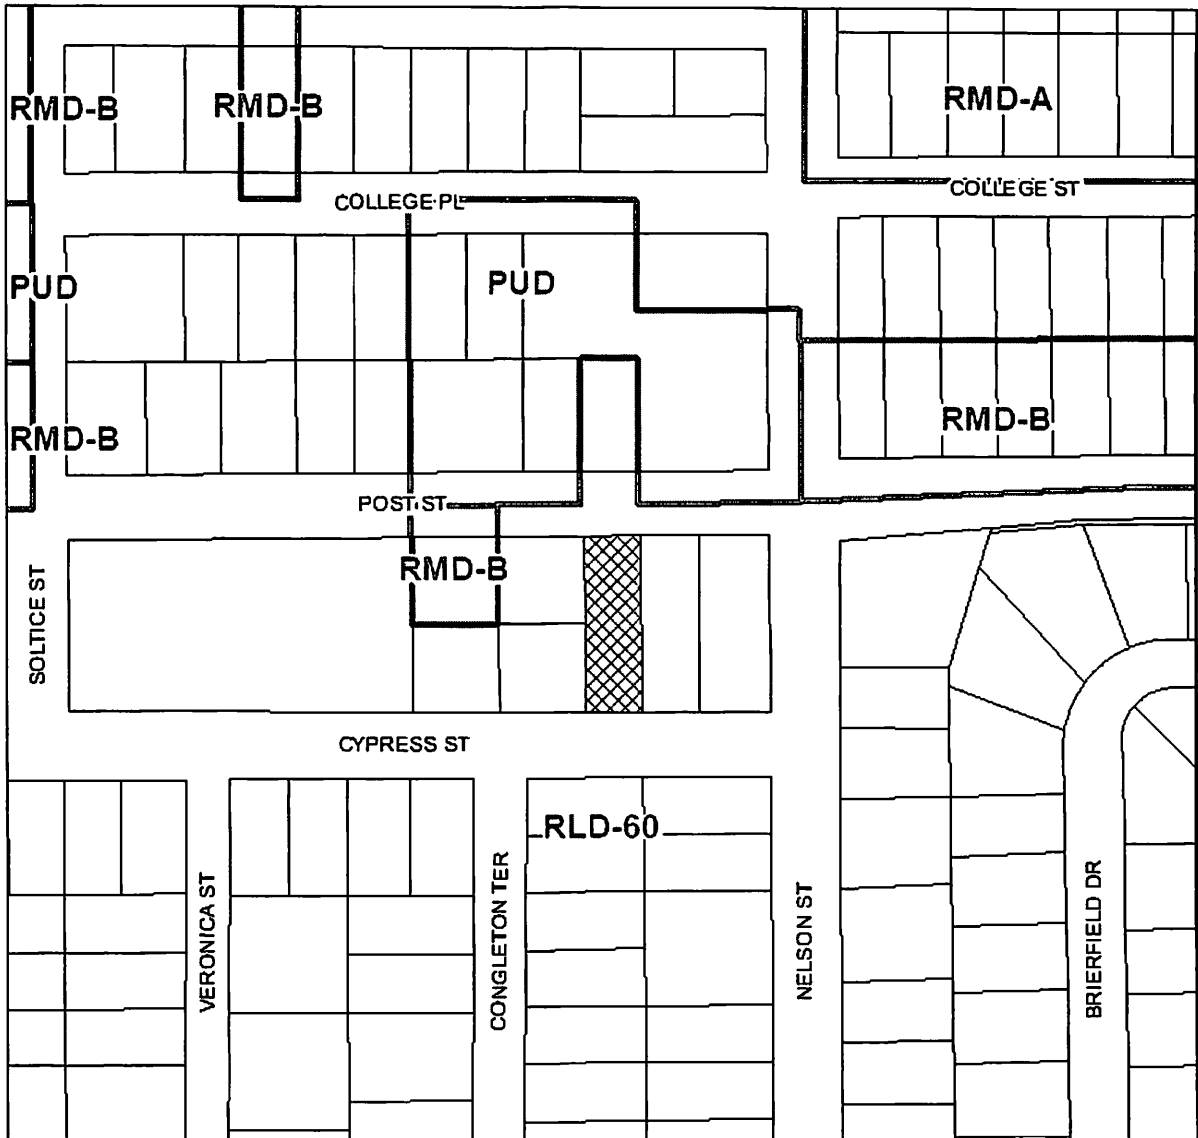 RMD-B
RMD-B
RMD-A
COLLEGE ST
COLLEGE PL
PUD
PUD
RMD-B
RMD-B
POST ST
RMD-B
SOLTICE ST
CYPRESS ST
RLD-60
VERONICA ST
CONGLETON TER
NELSON ST
BRIERFIELD DR